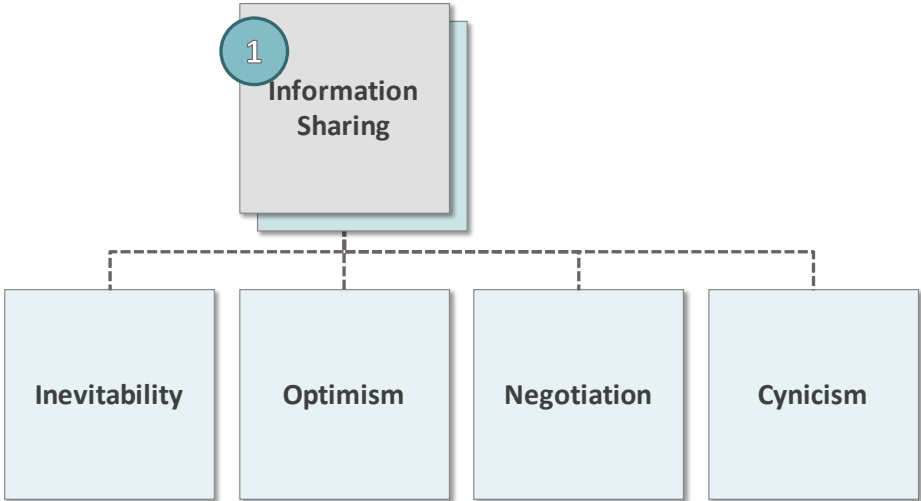 1
Information
Sharing
Inevitability
Optimism
Negotiation
Cynicism